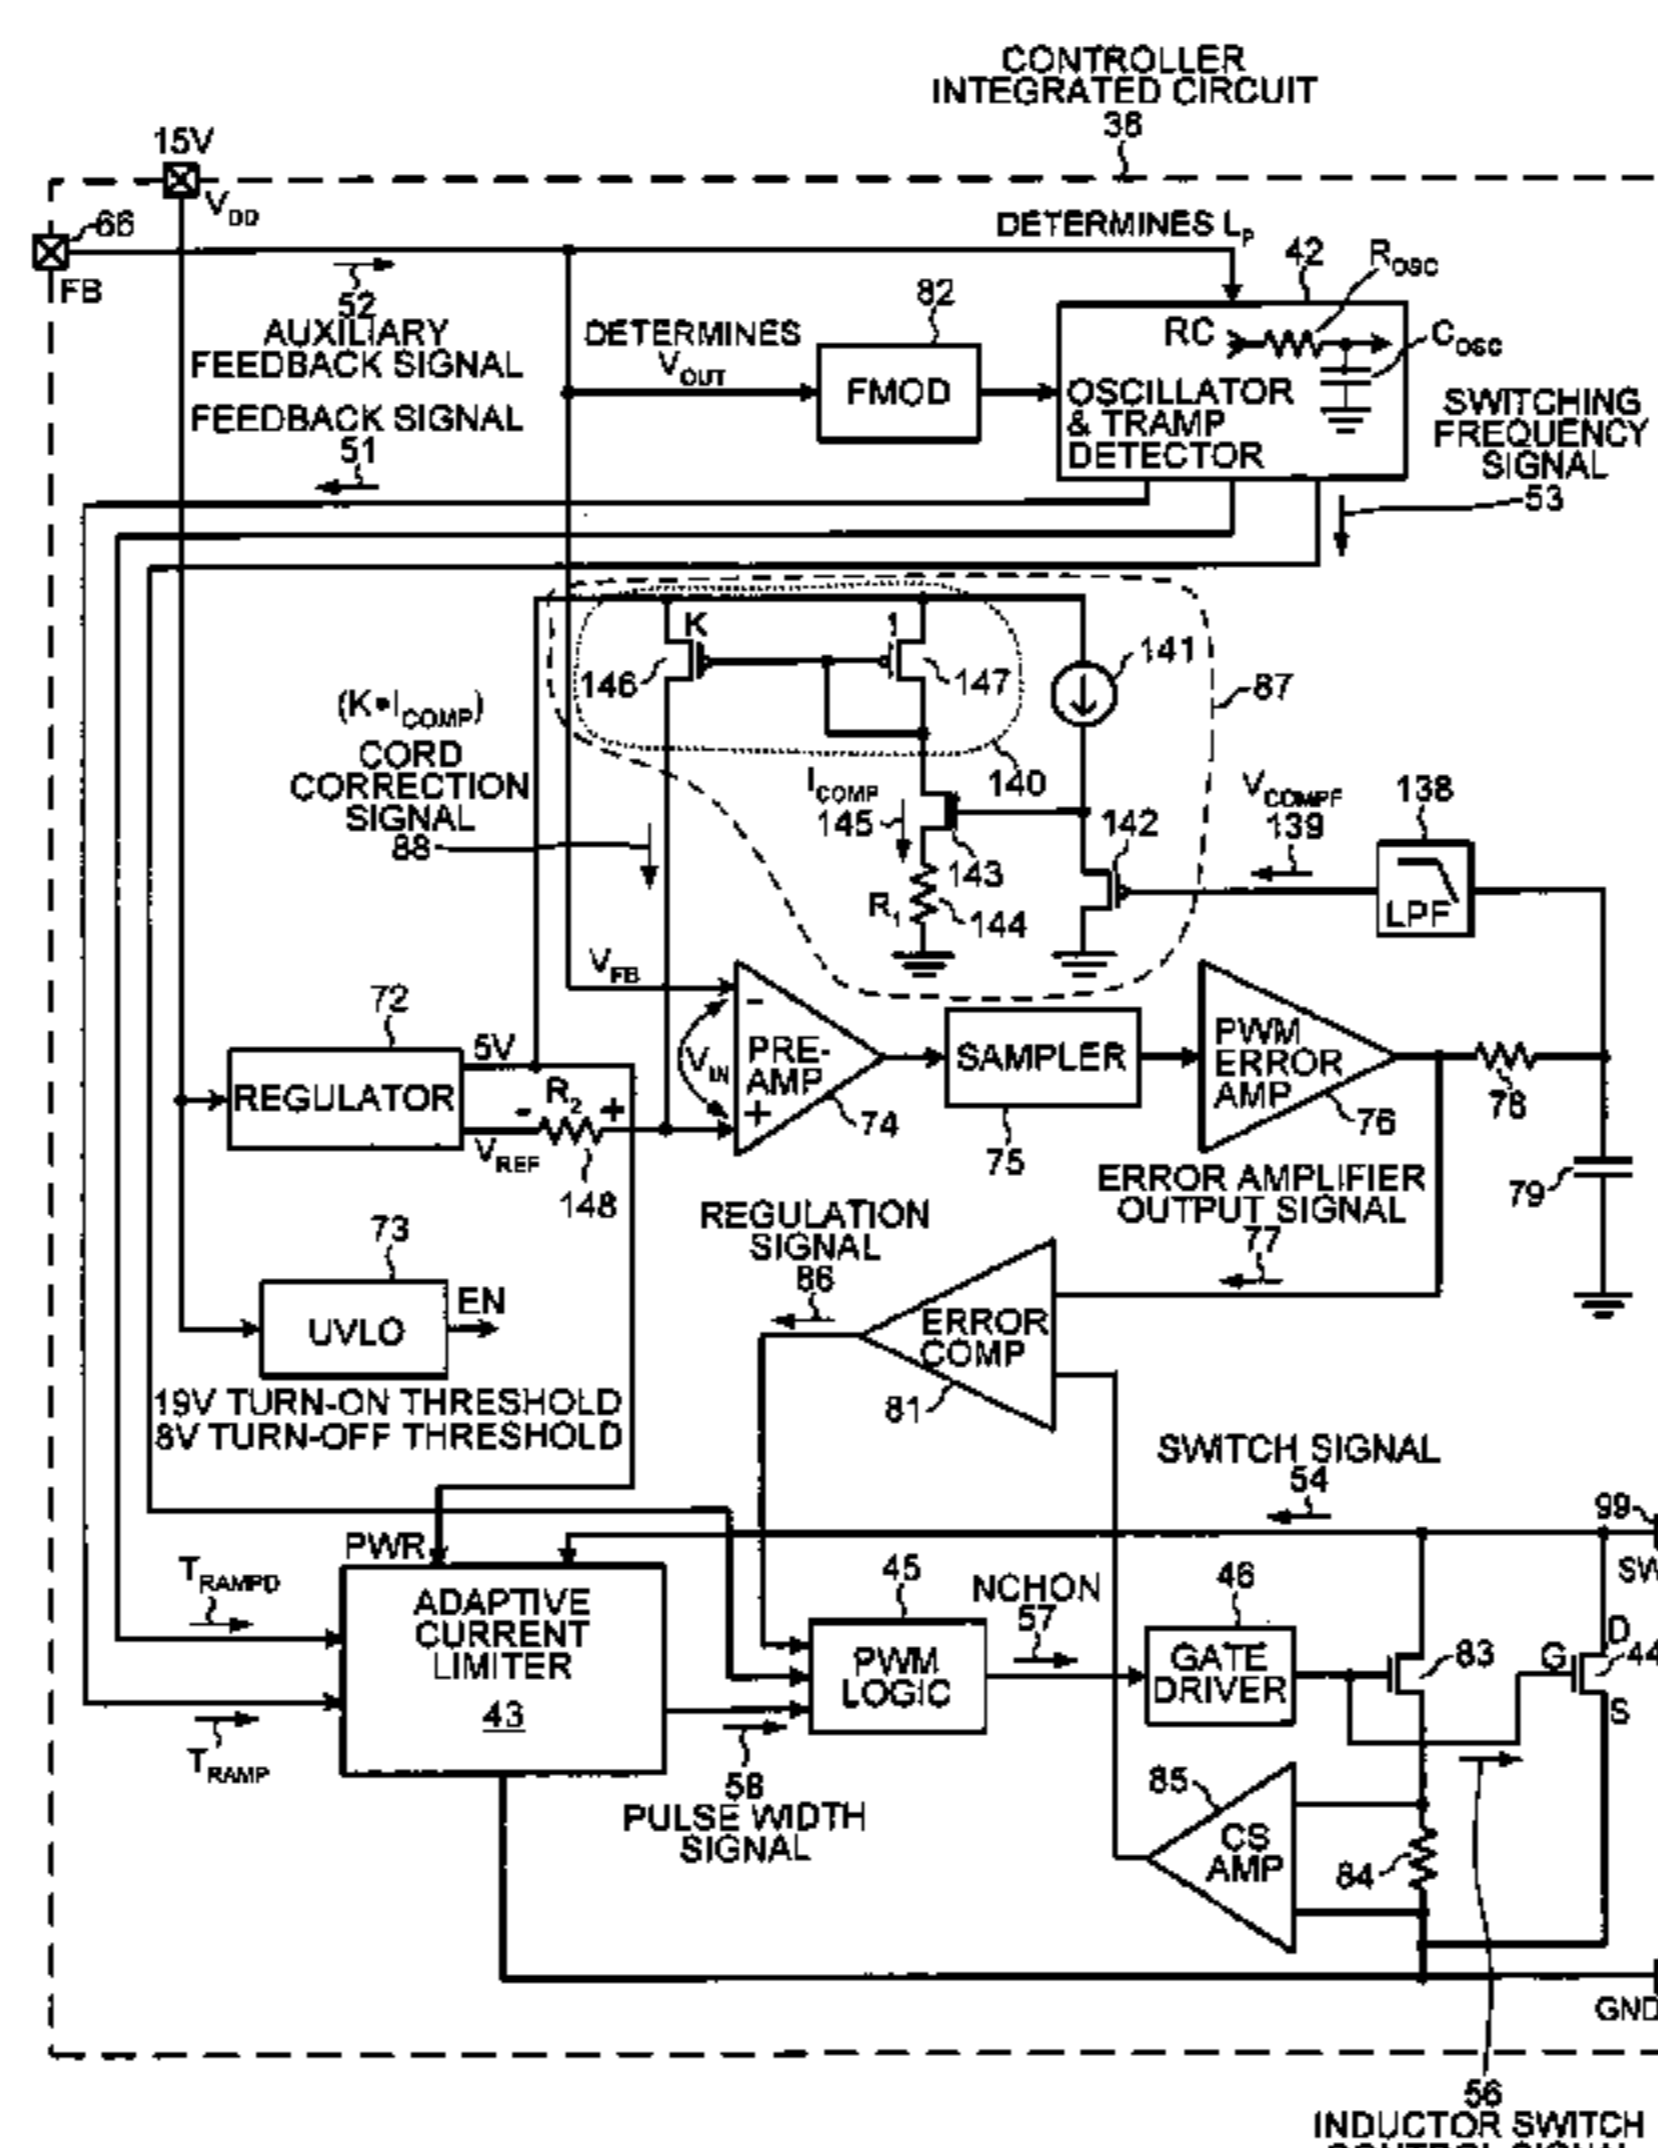 CONTROLLER
INTEGRATED CIRCUIT
36
15V
VDD
66
FB
52
AUXILIARY
FEEDBACK SIGNAL
FEEDBACK SIGNAL
51
DETERMINES LP
DETERMINES
VOUT
82
FMOD
42
ROSC
RC
COSC
OSCILLATOR
& TRAMP
DETECTOR
SWITCHING
FREQUENCY
SIGNAL
53
K
1
146
147
141
87
(K•ICOMP)
CORD
CORRECTION
SIGNAL
88
140
ICOMP
145
143
142
R1
144
VCOMPF
139
138
LPF
VFB
72
REGULATOR
5V
R2
-
+
VREF
148
VIN
-
+
PRE-
AMP
74
SAMPLER
75
PWM
ERROR
AMP
76
78
79
ERROR AMPLIFIER
OUTPUT SIGNAL
77
REGULATION
SIGNAL
86
73
UVLO
EN
ERROR
COMP
81
19V TURN-ON THRESHOLD
8V TURN-OFF THRESHOLD
SWITCH SIGNAL
54
99
SW
PWR
TRAMPD
ADAPTIVE
CURRENT
LIMITER
43
TRAMP
45
PWM
LOGIC
NCHON
57
46
GATE
DRIVER
83
G
D
44
S
58
PULSE WIDTH
SIGNAL
85
CS
AMP
84
GND
56
INDUCTOR SWITCH
CONTROL SIGNAL